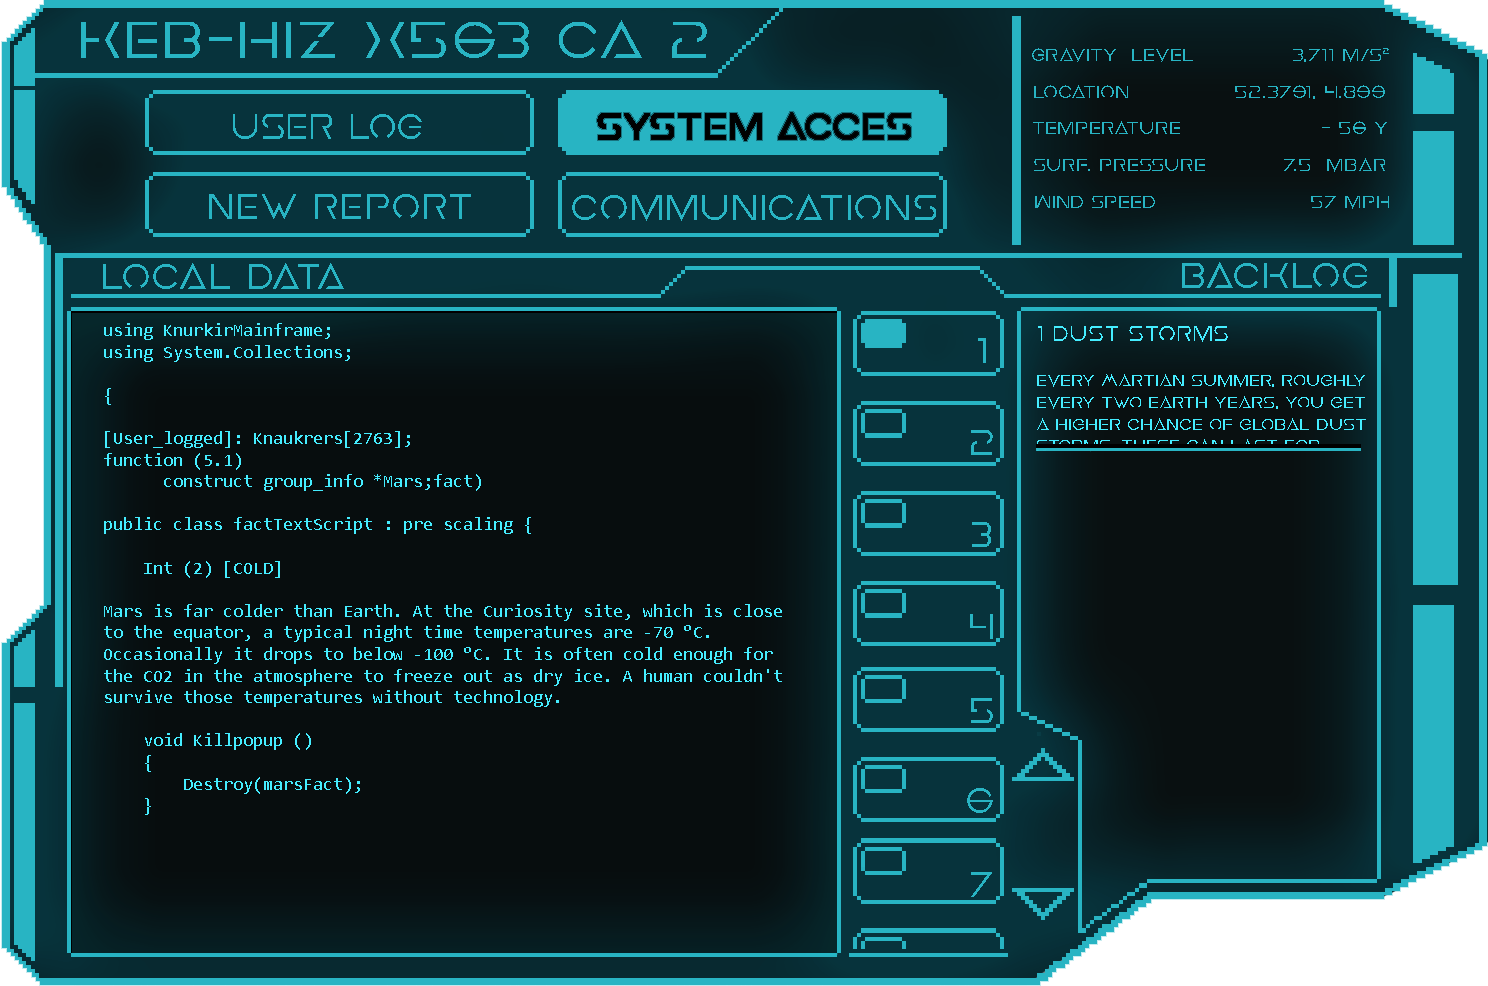 KEB-HIZ X563 CA 2
USER LOG
SYSTEM ACCES
NEW REPORT
COMMUNICATIONS
GRAVITY LEVEL 3,711 M/S²
LOCATION 52.3791, 4.899
TEMPERATURE - 56 Y
SURF. PRESSURE 7.5 MBAR
WIND SPEED 57 MPH
LOCAL DATA
using KnurkirMainframe;
using System.Collections;
{
[User_logged]: Knaukrers[2763];
function (5.1)
construct group_info *Mars;fact)
public class factTextScript : pre scaling {
Int (2) [COLD]
Mars is far colder than Earth. At the Curiosity site, which is close
to the equator, a typical night time temperatures are -70 ºC.
Occasionally it drops to below -100 ºC. It is often cold enough for
the CO2 in the atmosphere to freeze out as dry ice. A human couldn't
survive those temperatures without technology.
void Killpopup ()
{
Destroy(marsFact);
}
1
2
3
4
5
6
7
BACKLOG
1 DUST STORMS
EVERY MARTIAN SUMMER, ROUGHLY
EVERY TWO EARTH YEARS, YOU GET
A HIGHER CHANCE OF GLOBAL DUST
STORMS. THESE CAN LAST FOR